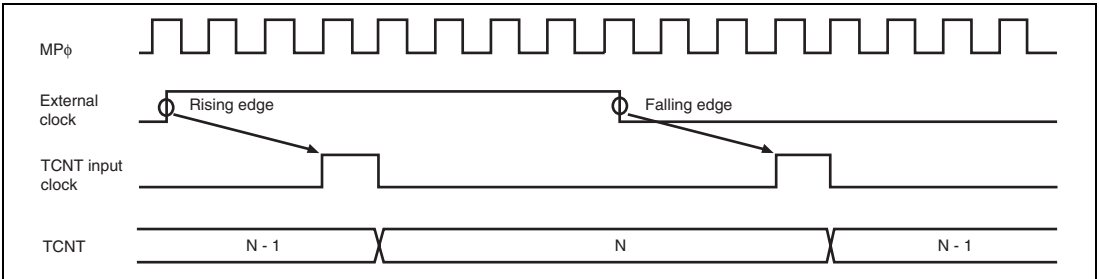 MPϕ
External clock
Rising edge
Falling edge
TCNT input clock
TCNT
N - 1
N
N - 1